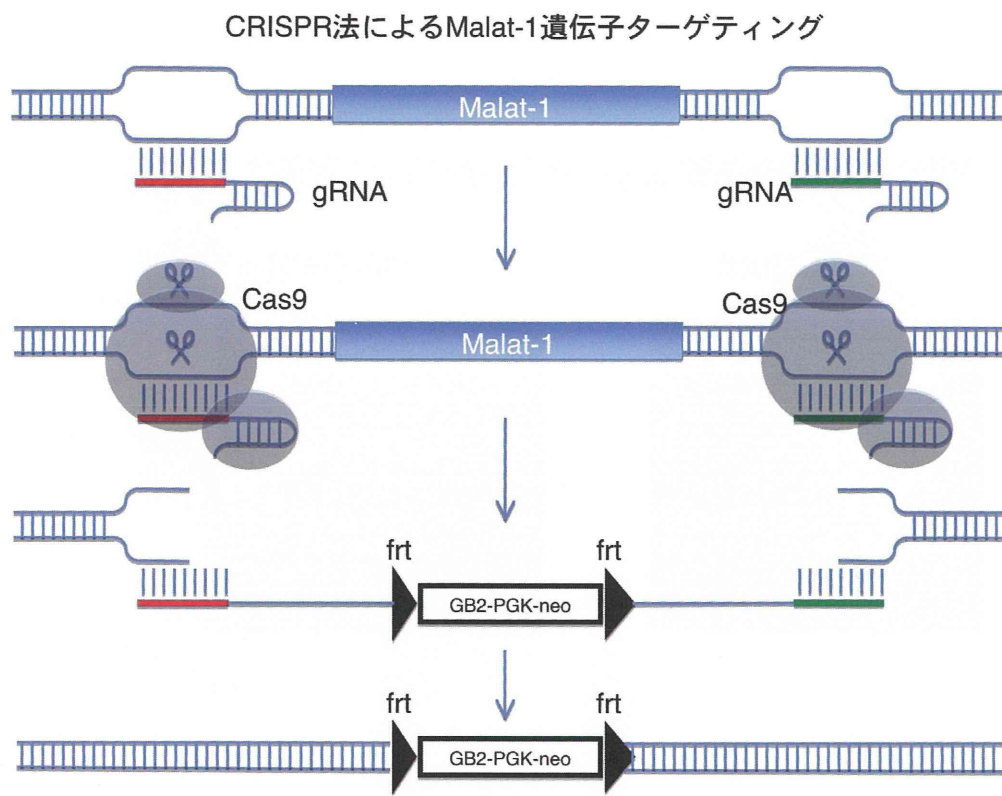 CRISPR法によるMalat-1遺伝子ターゲティング
Malat-1
gRNA
gRNA
Cas9
Cas9
Malat-1
frt
frt
GB2-PGK-neo
frt
frt
GB2-PGK-neo